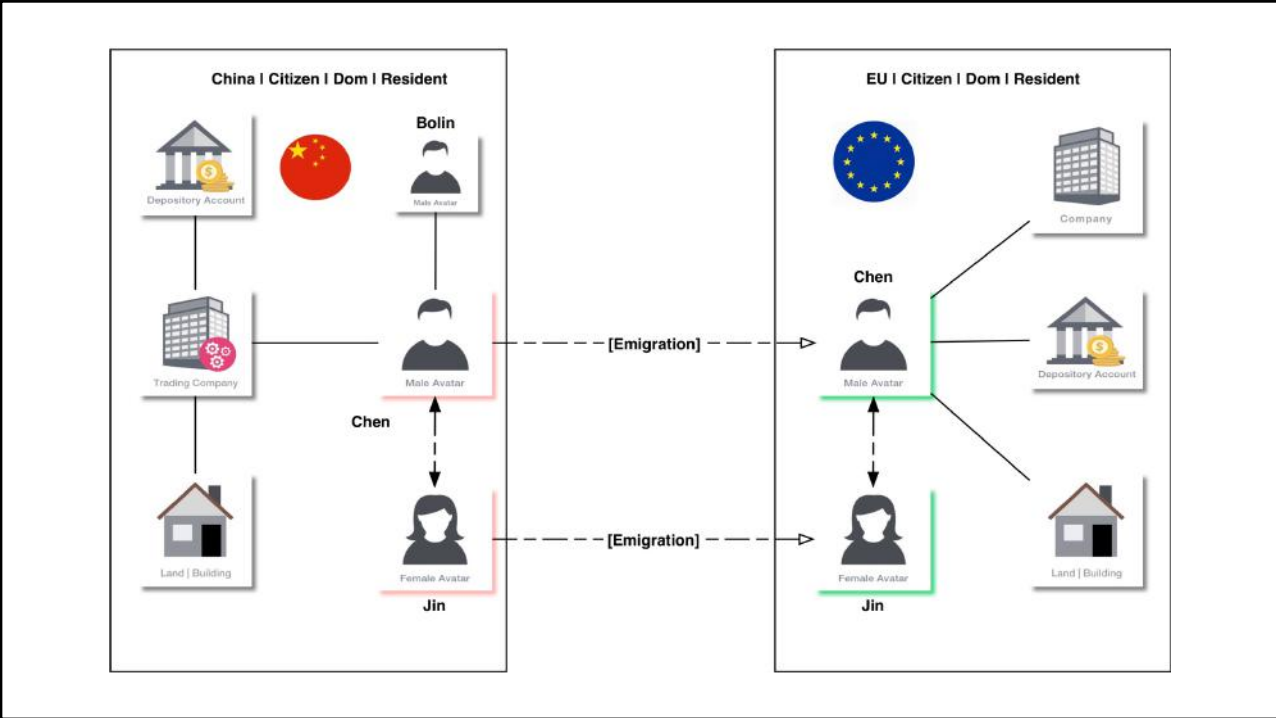 China | Citizen | Dom | Resident
Bolin
Depository Account
Male Avatar
Trading Company
Male Avatar
Chen
Land | Building
Female Avatar
Jin
[Emigration]
[Emigration]
EU | Citizen | Dom | Resident
Company
Chen
Male Avatar
Depository Account
Female Avatar
Land | Building
Jin